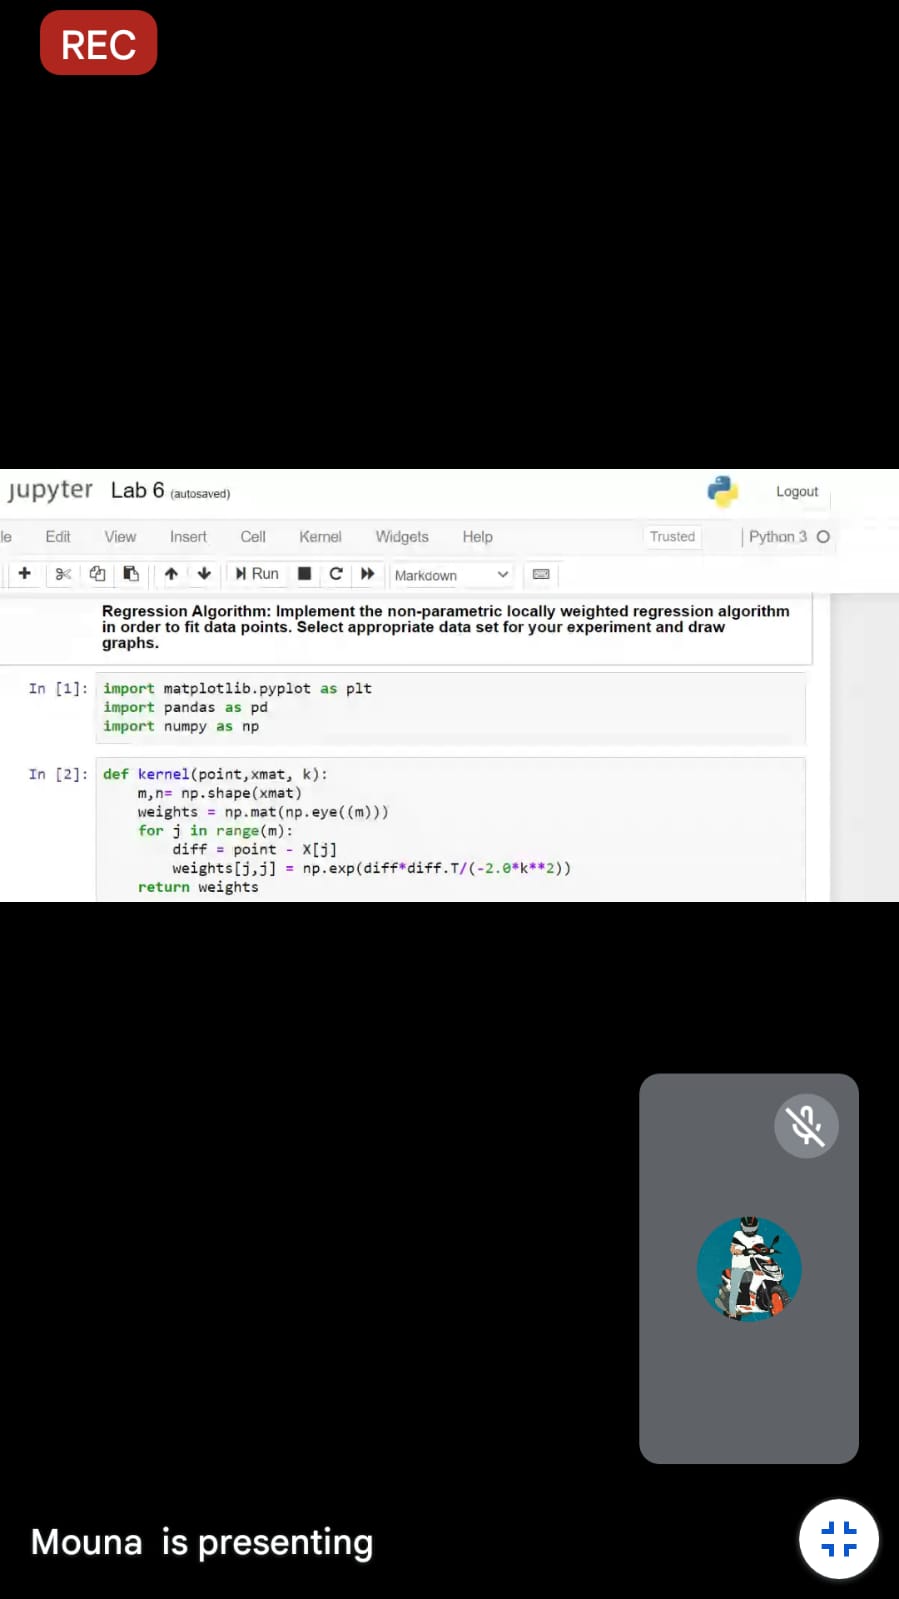 REC
jupyter Lab 6 (autosaved) Logout
le Edit View Insert Cell Kernel Widgets Help Trusted Python 3
Run Markdown
Regression Algorithm: Implement the non-parametric locally weighted regression algorithm
in order to fit data points. Select appropriate data set for your experiment and draw
graphs.
In [1]: import matplotlib.pyplot as plt
import pandas as pd
import numpy as np
In [2]: def kernel(point,xmat, k):
m,n= np.shape(xmat)
weights = np.mat(np.eye((m)))
for j in range(m):
diff = point - X[j]
weights[j,j] = np.exp(diff*diff.T/(-2.0*k**2))
return weights
Mouna is presenting